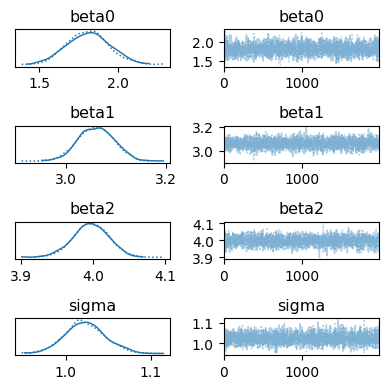 beta0 beta0
2.0
1.5
1.5 2.0 0 1000
beta1 beta1
3.2
3.0
3.0 3.2 0 1000
beta2 beta2
4.1
4.0
3.9
3.9 4.0 4.1 0 1000
sigma sigma
1.1
1.0
1.0 1.1 0 1000